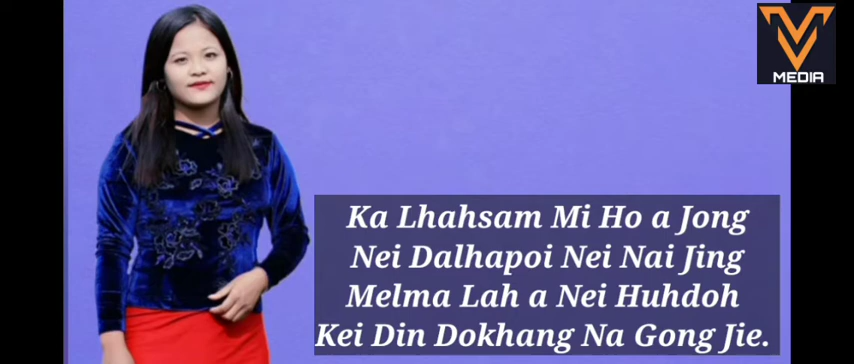 MEDIA
Ka Lhahsam Mi Ho a Jong
Nei Dalhapoi Nei Nai Jing
Melma Lah a Nei Huhdoh
Kei Din Dokhang Na Gong Jie.